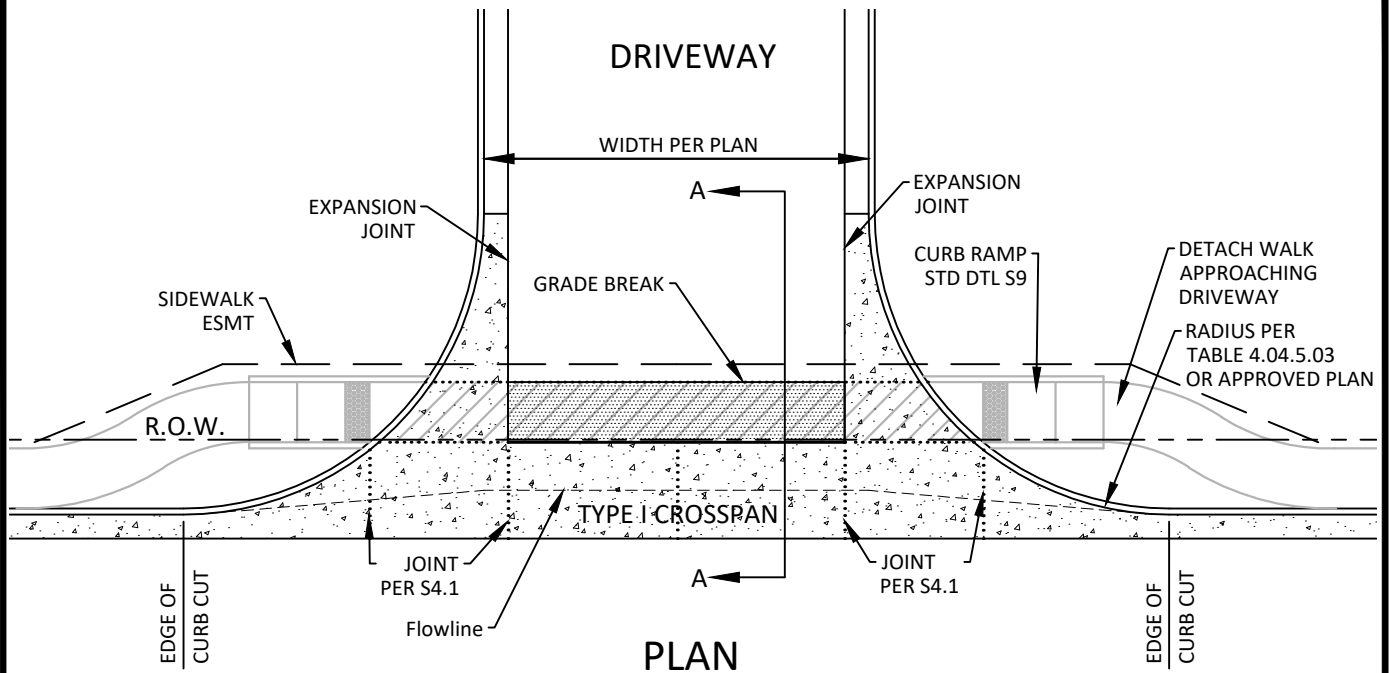 DRIVEWAY
WIDTH PER PLAN
A
EXPANSION
JOINT
EXPANSION
JOINT
CURB RAMP
STD DTL S9
DETACH WALK
APPROACHING
DRIVEWAY
GRADE BREAK
SIDEWALK
ESMT
RADIUS PER
TABLE 4.04.5.03
OR APPROVED PLAN
R.O.W.
TYPE I CROSSPAN
JOINT
PER S4.1
A
JOINT
PER S4.1
EDGE OF
CURB CUT
Flowline
EDGE OF
CURB CUT
PLAN